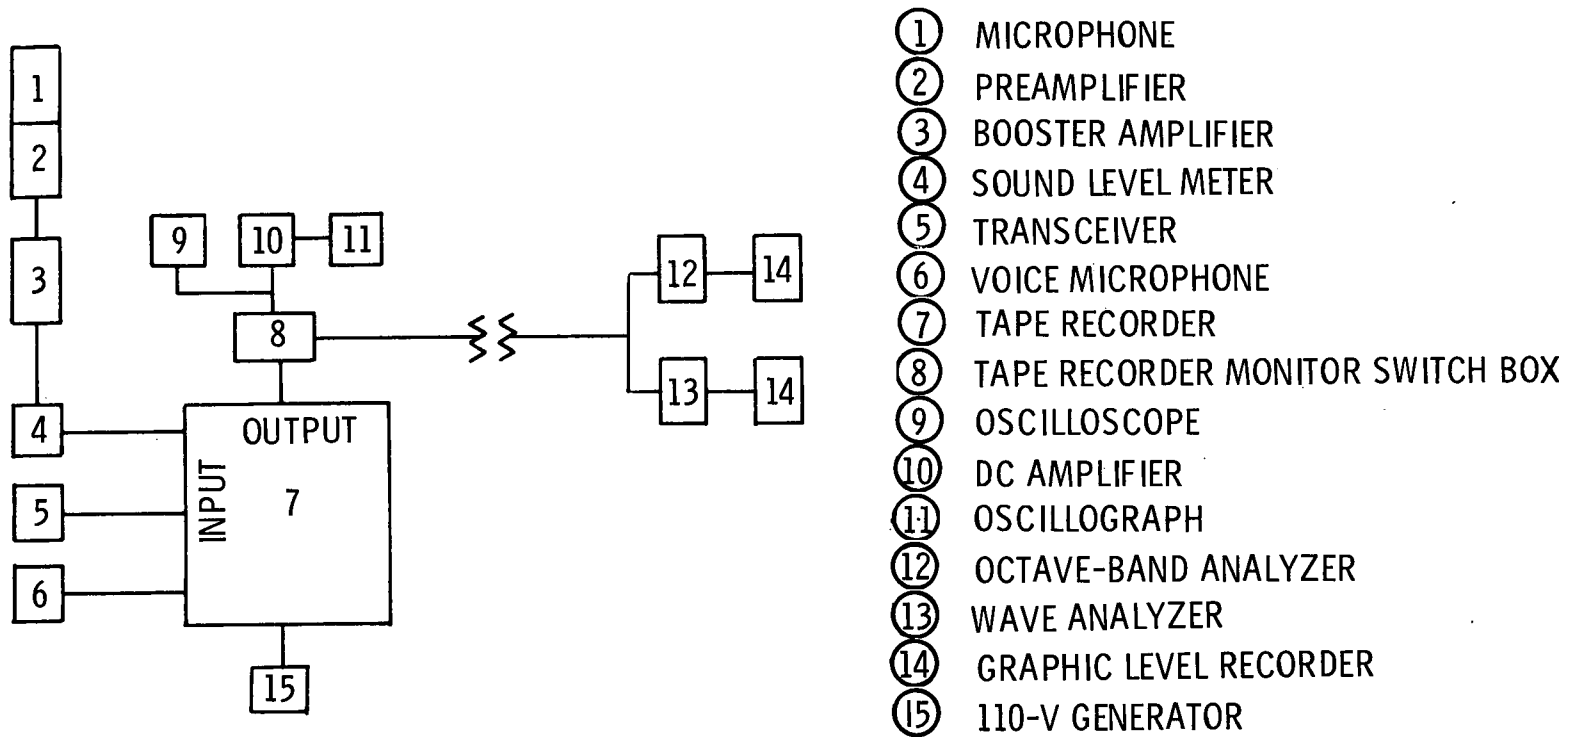 1
2
3
4
5
6
7
8
9
10
11
12
13
14
14
15
INPUT
OUTPUT
1 MICROPHONE
2 PREAMPLIFIER
3 BOOSTER AMPLIFIER
4 SOUND LEVEL METER
5 TRANSCEIVER
6 VOICE MICROPHONE
7 TAPE RECORDER
8 TAPE RECORDER MONITOR SWITCH BOX
9 OSCILLOSCOPE
10 DC AMPLIFIER
11 OSCILLOGRAPH
12 OCTAVE-BAND ANALYZER
13 WAVE ANALYZER
14 GRAPHIC LEVEL RECORDER
15 110-V GENERATOR